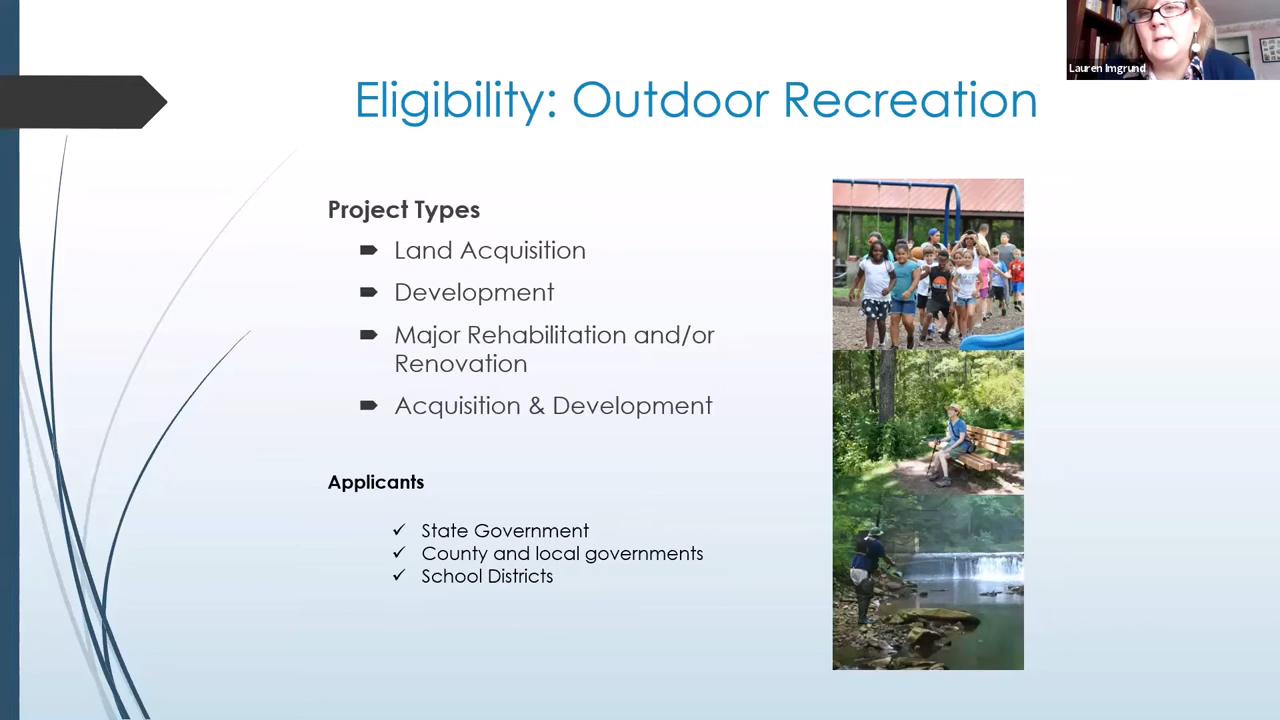 Lauren Imgrund
Eligibility: Outdoor Recreation
Project Types
Land Acquisition
Development
Major Rehabilitation and/or
Renovation
Acquisition & Development
Applicants
✓ State Government
✓ County and local governments
✓ School Districts